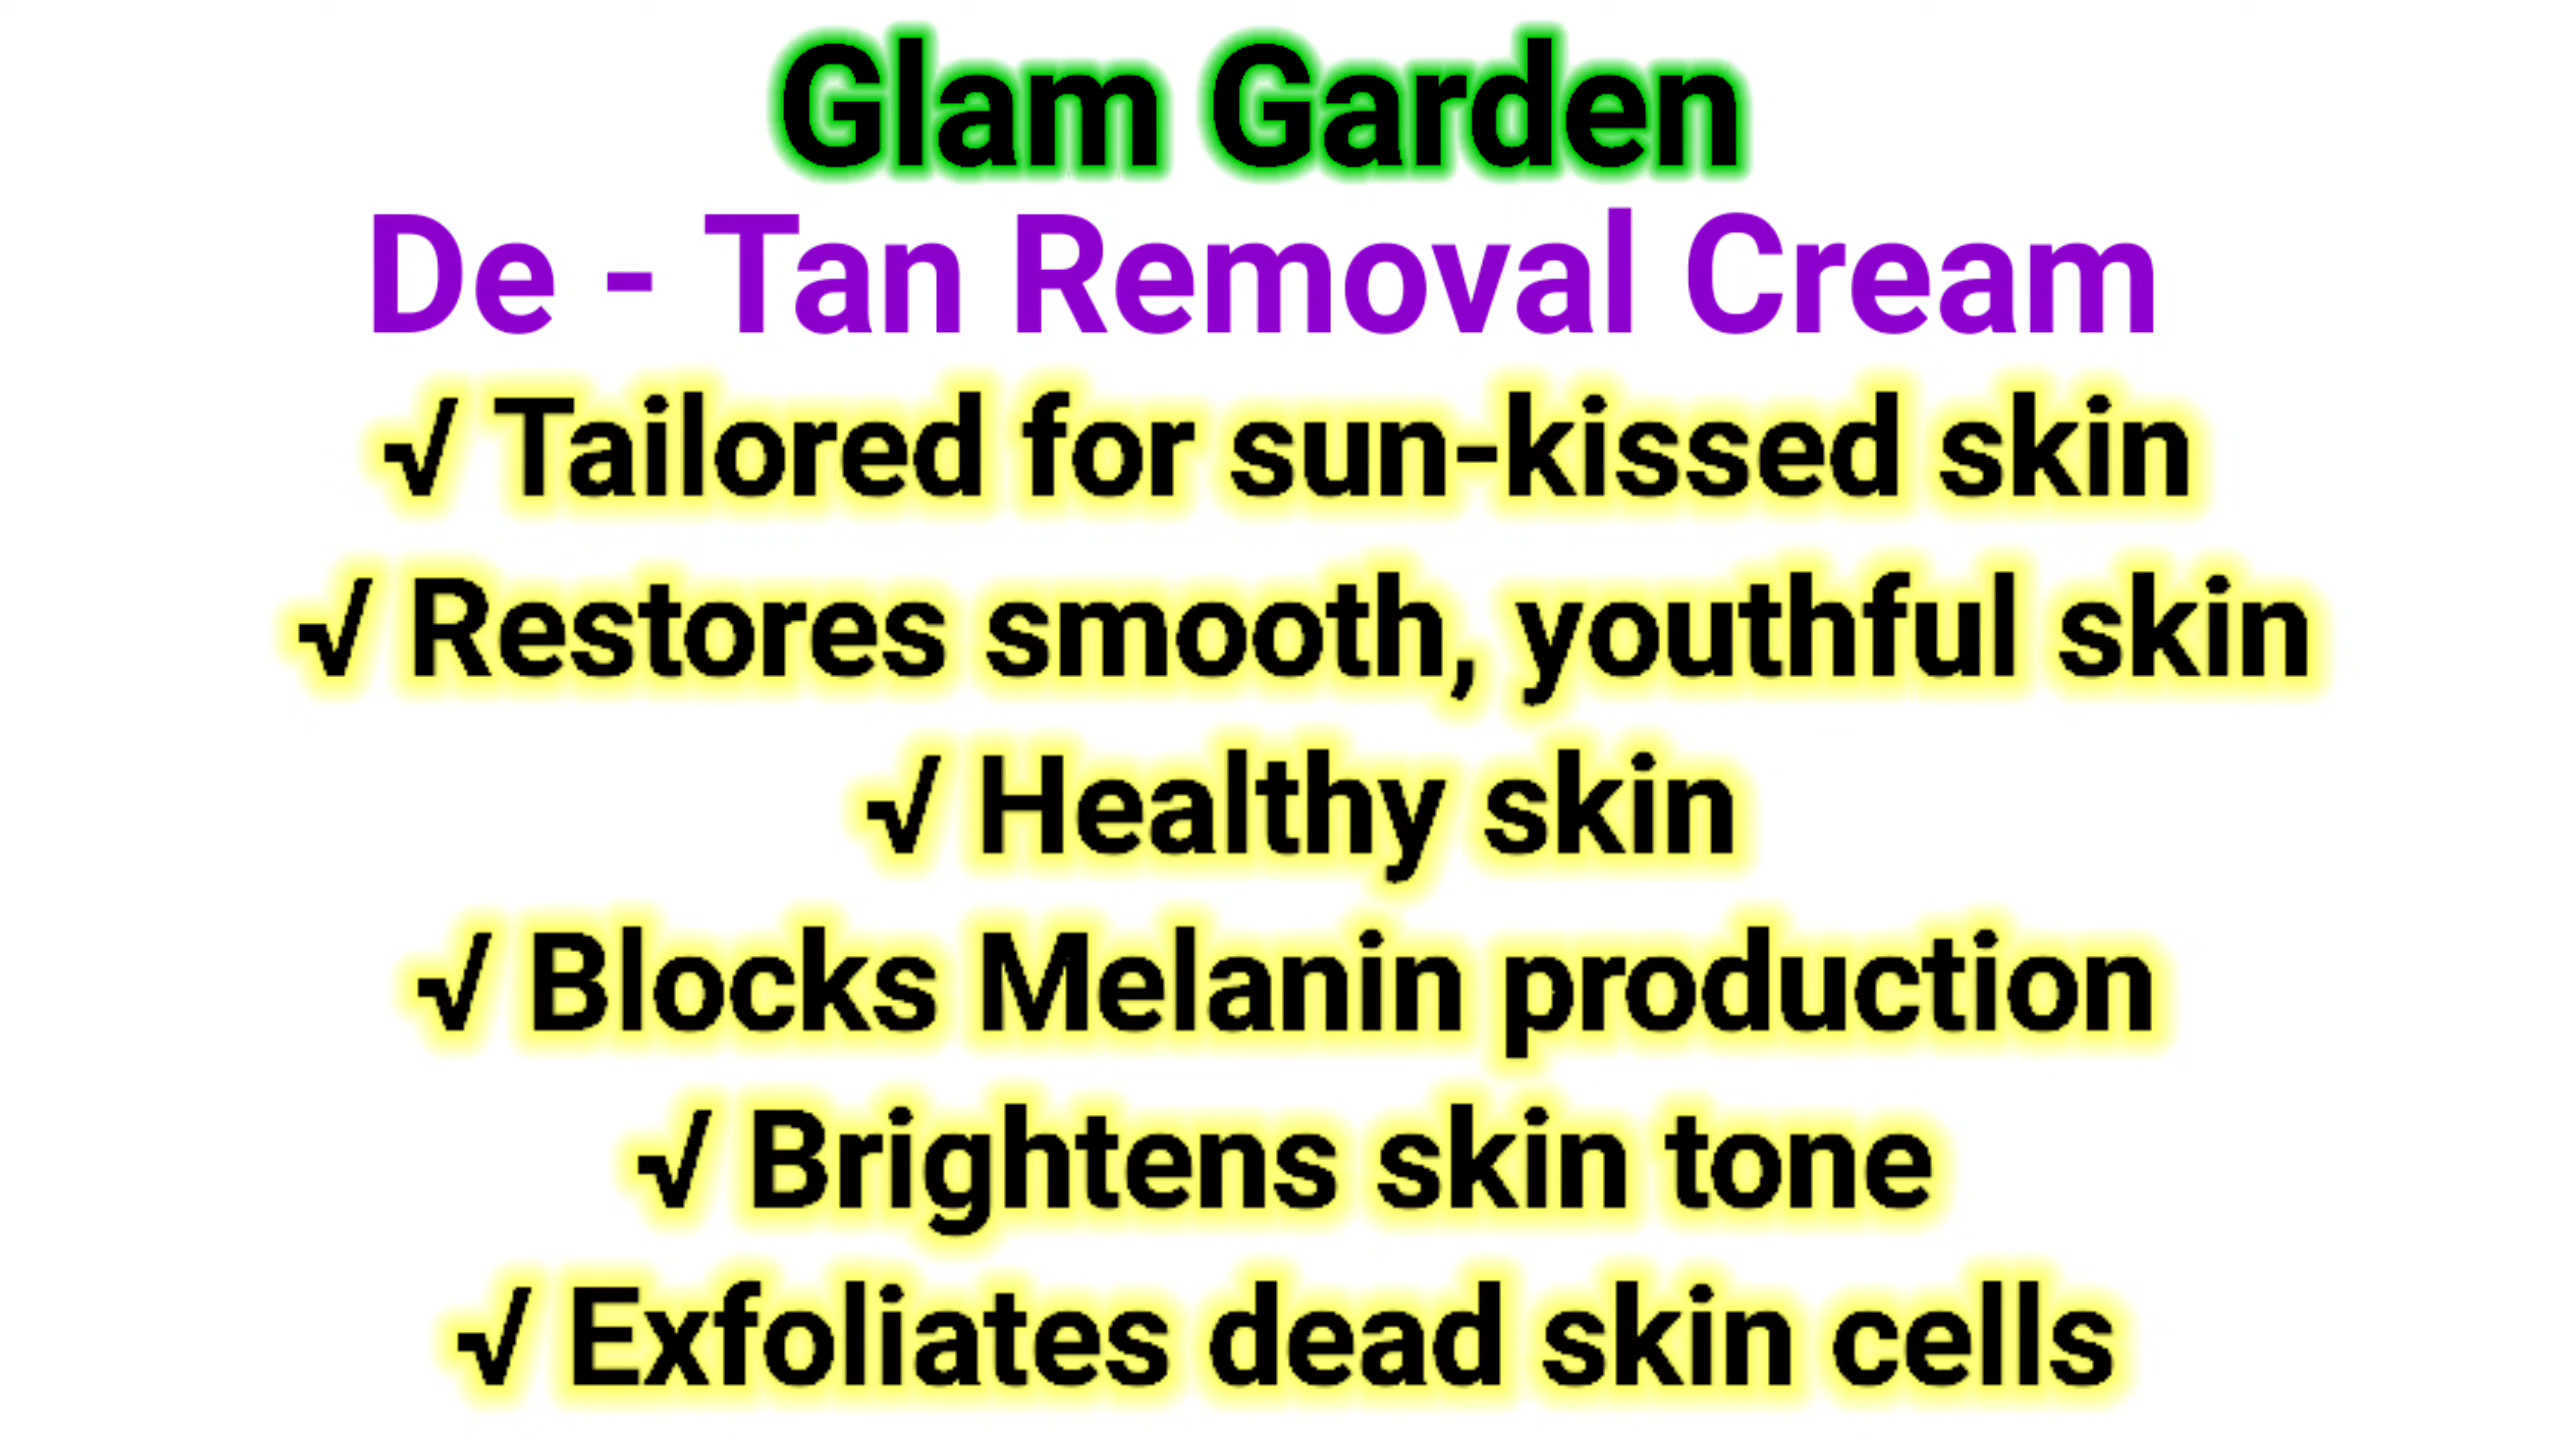 Glam Garden
De - Tan Removal Cream
√ Tailored for sun-kissed skin
√ Restores smooth, youthful skin
√ Healthy skin
√ Blocks Melanin production
√ Brightens skin tone
√ Exfoliates dead skin cells